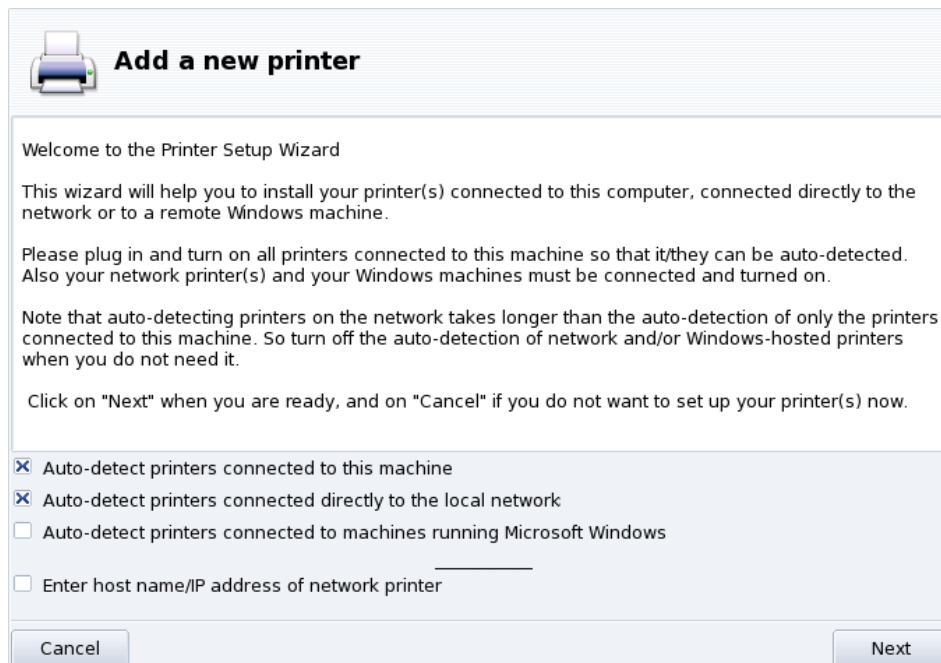 Add a new printer
Welcome to the Printer Setup Wizard
This wizard will help you to install your printer(s) connected to this computer, connected directly to the
network or to a remote Windows machine.
Please plug in and turn on all printers connected to this machine so that it/they can be auto-detected.
Also your network printer(s) and your Windows machines must be connected and turned on.
Note that auto-detecting printers on the network takes longer than the auto-detection of only the printers
connected to this machine. So turn off the auto-detection of network and/or Windows-hosted printers
when you do not need it.
Click on "Next" when you are ready, and on "Cancel" if you do not want to set up your printer(s) now.
Auto-detect printers connected to this machine
Auto-detect printers connected directly to the local network
Auto-detect printers connected to machines running Microsoft Windows
Enter host name/IP address of network printer
Cancel
Next